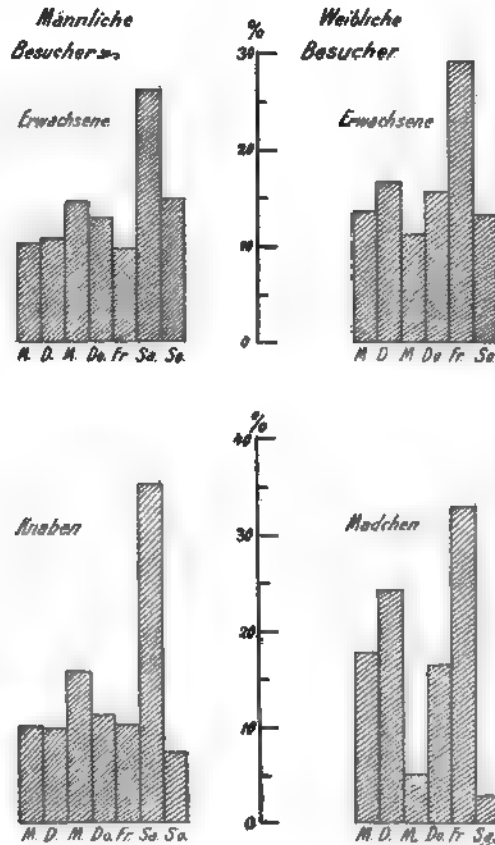 Männliche
Besucher
Erwachsene
%
30
20
10
0
M. D. M. Do. Fr. Sa. So.
Weibliche
Besucher
Erwachsene
M D M Do Fr Sa.
Knaben
%
40
30
20
10
0
M. D. M. Do. Fr. Sa. So.
Mädchen
M. D. M. Do. Fr Sa.